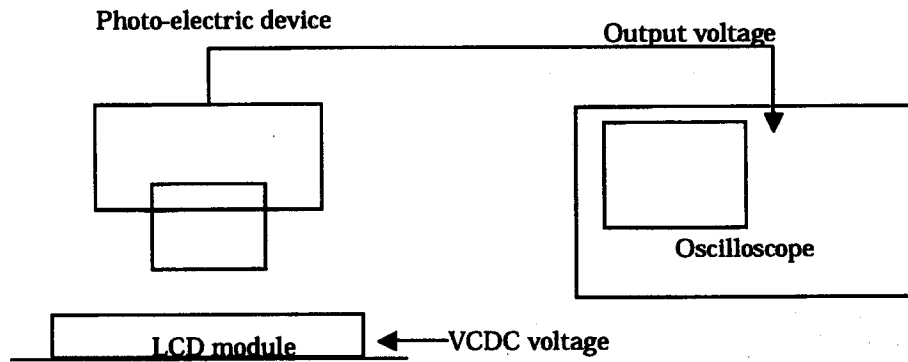 Photo-electric device
Output voltage
Oscilloscope
LCD module
VCDC voltage